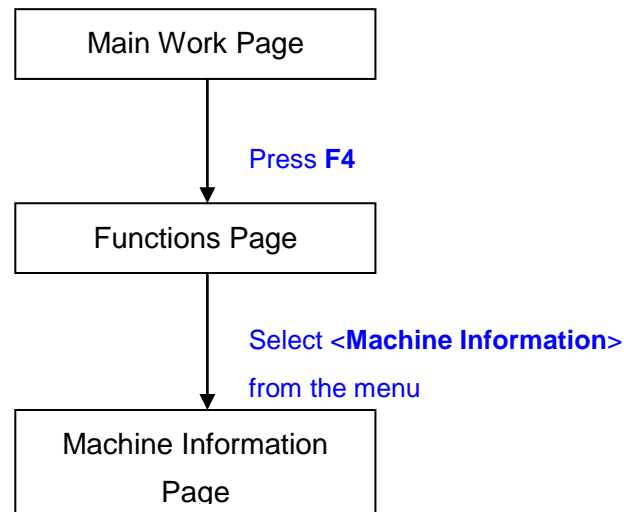 Main Work Page
Press F4
Functions Page
Select <Machine Information>
from the menu
Machine Information
Page